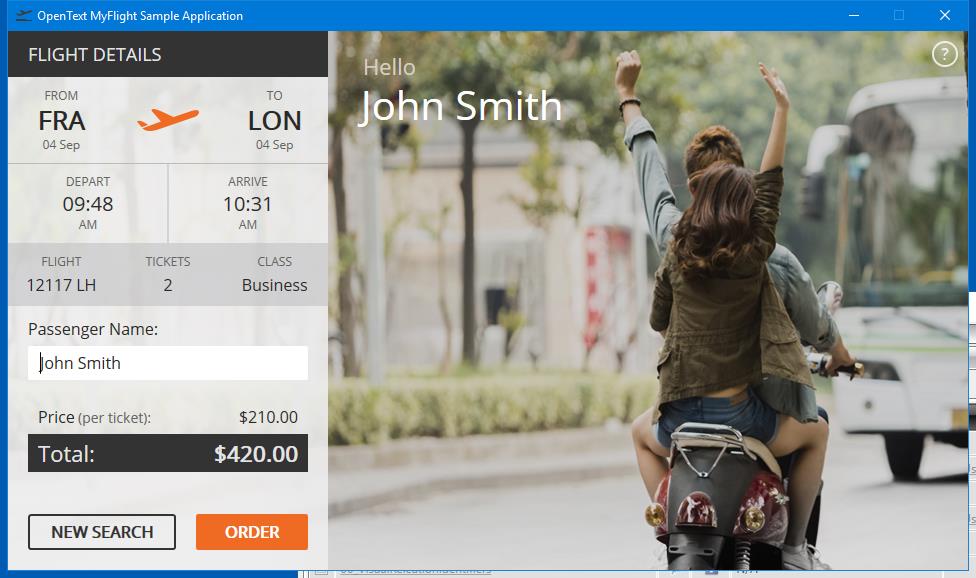 OpenText MyFlight Sample Application
FLIGHT DETAILS
?
Hello
John Smith
FROM TO
FRA LON
04 Sep 04 Sep
DEPART ARRIVE
09:48 10:31
AM AM
FLIGHT TICKETS CLASS
12117 LH 2 Business
Passenger Name:
John Smith
Price (per ticket): $210.00
Total: $420.00
NEW SEARCH ORDER